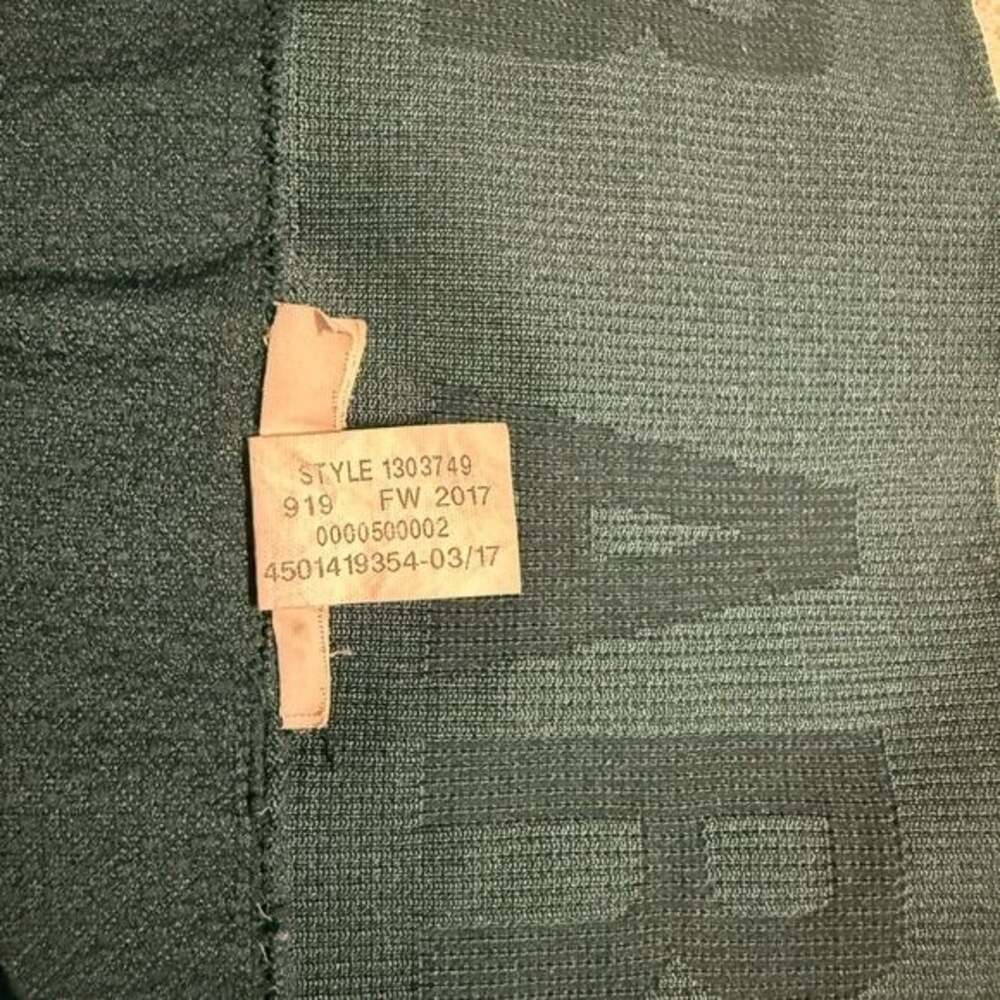 STYLE 1303749
919 FW 2017
0000500002
4501419354-03/17